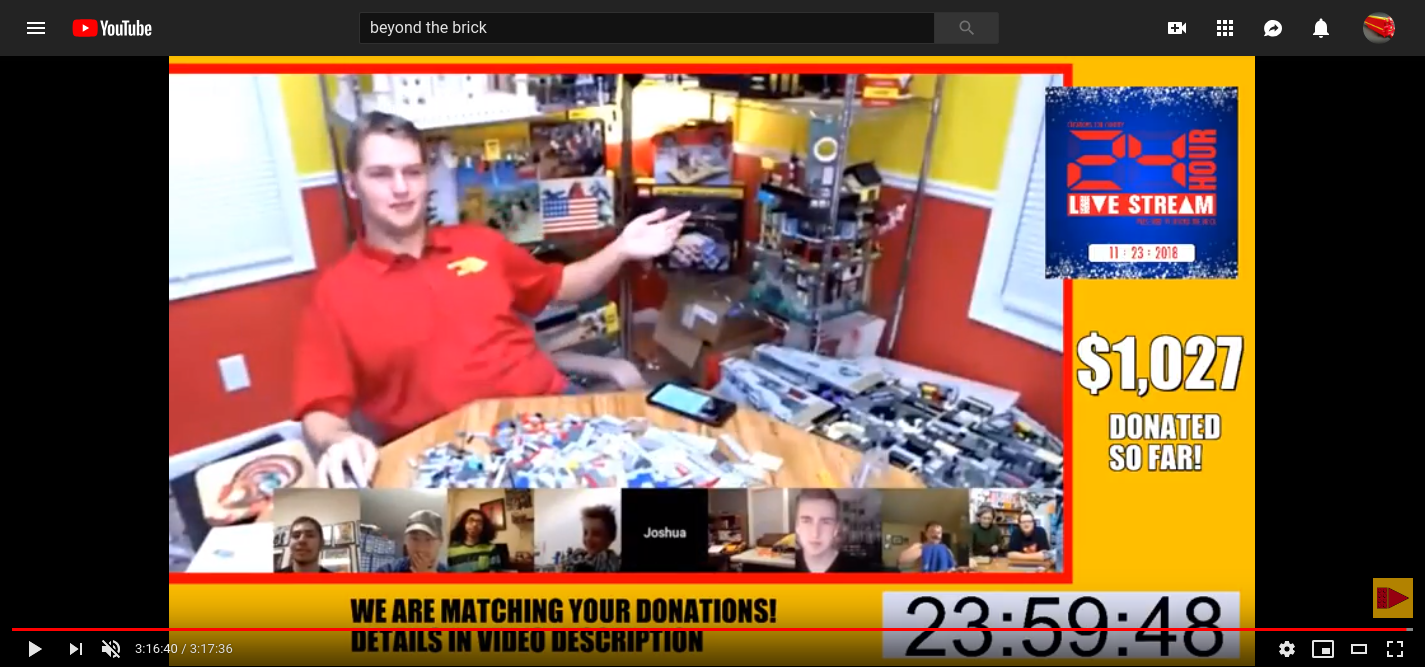 YouTube
beyond the brick
24
HOUR
LIVE STREAM
11 : 23 : 2018
$1,027
DONATED
SO FAR!
Joshua
WE ARE MATCHING YOUR DONATIONS!
DETAILS IN VIDEO DESCRIPTION
23:59:48
3:16:40 / 3:17:36